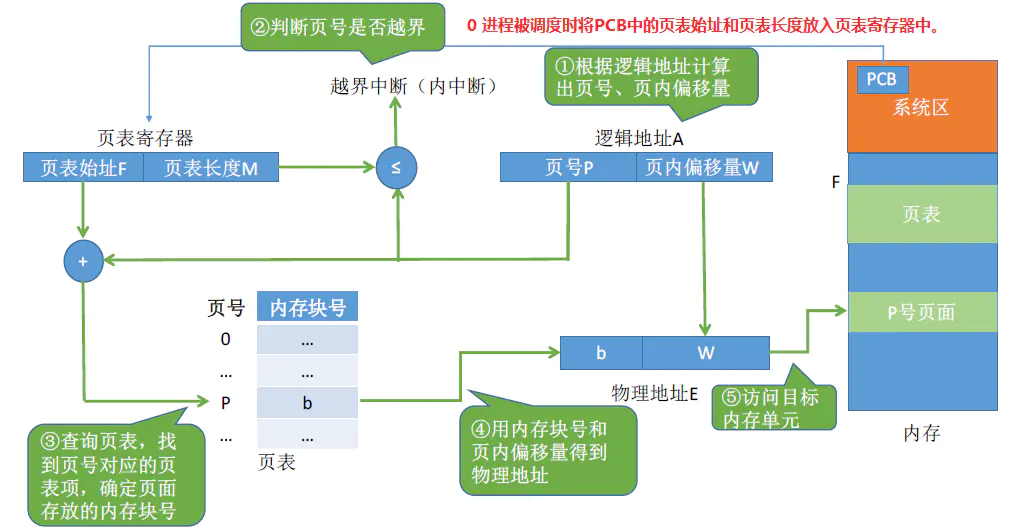 ②判断页号是否越界
0 进程被调度时将PCB中的页表始址和页表长度放入页表寄存器中。
越界中断（内中断）
①根据逻辑地址计算
出页号、页内偏移量
PCB
系统区
页表寄存器
逻辑地址A
页表始址F
页表长度M
≤
页号P
页内偏移量W
F
页表
+
页号
内存块号
0
...
P号页面
...
...
b
W
P
b
物理地址E
⑤访问目标
内存单元
...
...
③查询页表，找
到页号对应的页
表项，确定页面
存放的内存块号
页表
④用内存块号和
页内偏移量得到
物理地址
内存